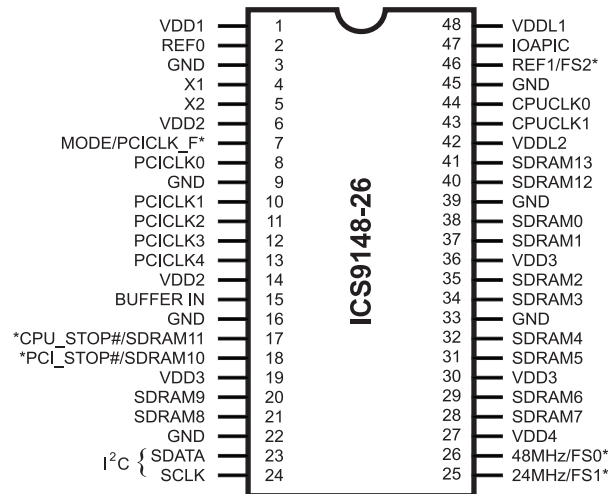 VDD1 1 48 VDDL1
REF0 2 47 IOAPIC
GND 3 46 REF1/FS2*
X1 4 45 GND
X2 5 44 CPUCLK0
VDD2 6 43 CPUCLK1
MODE/PCICLK_F* 7 42 VDDL2
PCICLK0 8 41 SDRAM13
GND 9 40 SDRAM12
PCICLK1 10 39 GND
PCICLK2 11 38 SDRAM0
PCICLK3 12 37 SDRAM1
PCICLK4 13 36 VDD3
VDD2 14 35 SDRAM2
BUFFER IN 15 34 SDRAM3
GND 16 33 GND
*CPU_STOP#/SDRAM11 17 32 SDRAM4
*PCI_STOP#/SDRAM10 18 31 SDRAM5
VDD3 19 30 VDD3
SDRAM9 20 29 SDRAM6
SDRAM8 21 28 SDRAM7
GND 22 27 VDD4
I²C { SDATA 23 26 48MHz/FS0*
SCLK 24 25 24MHz/FS1*
ICS9148-26